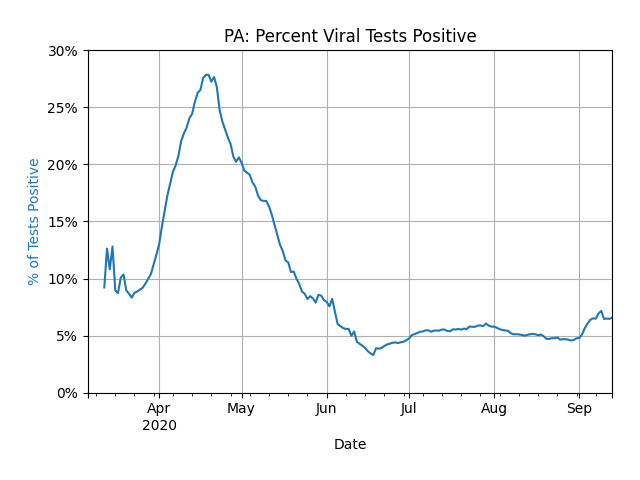 PA: Percent Viral Tests Positive
30%
25%
20%
15%
10%
5%
0%
% of Tests Positive
Apr May Jun Jul Aug Sep
2020
Date